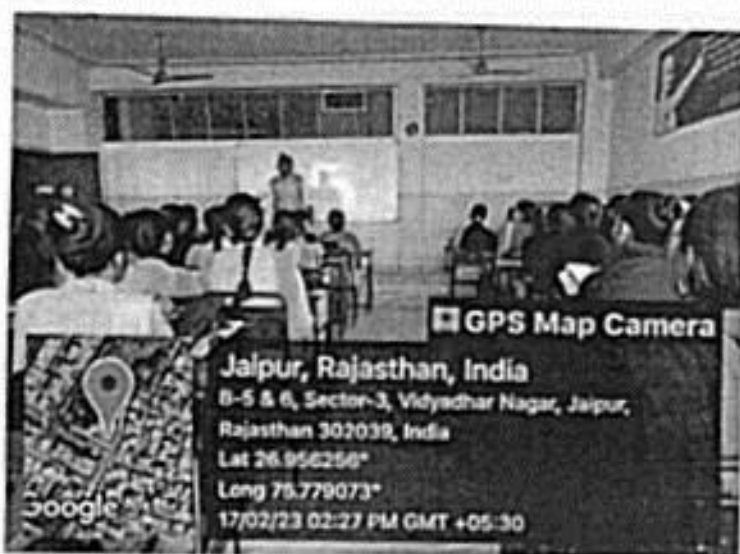 GPS Map Camera
Jaipur, Rajasthan, India
B-5 & 6, Sector-3, Vidyadhar Nagar, Jaipur,
Rajasthan 302039, India
Lat 26.956256°
Long 75.779073°
17/02/23 02:27 PM GMT +05:30
Google